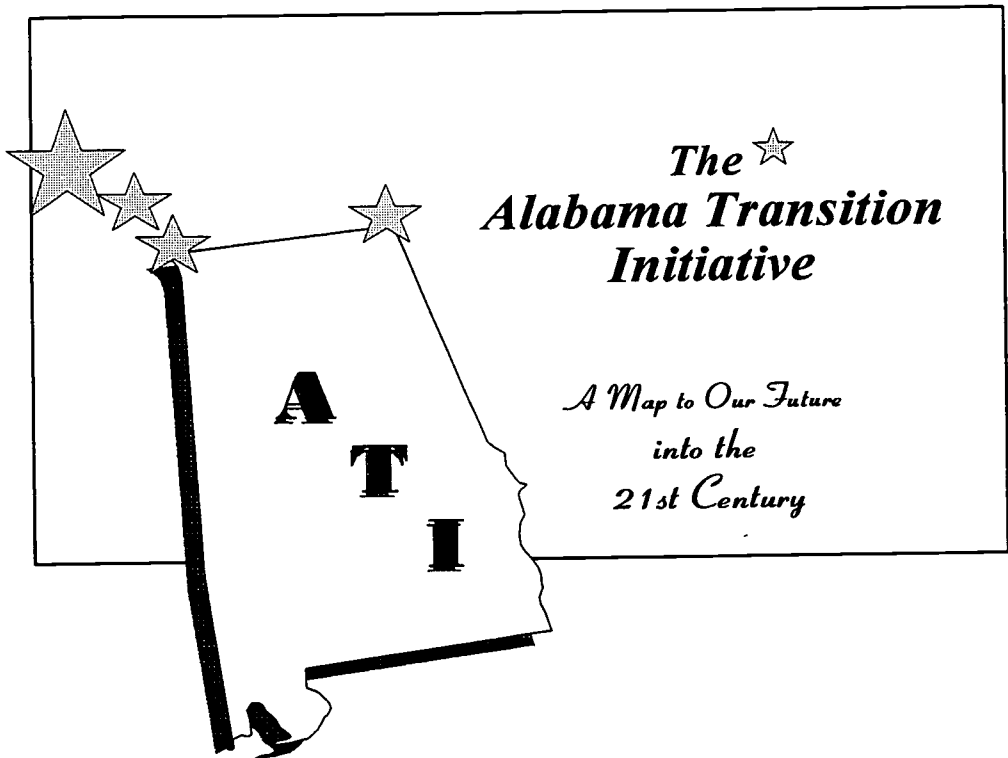 The
Alabama Transition
Initiative
A Map to Our Future
into the
21st Century
A
T
I